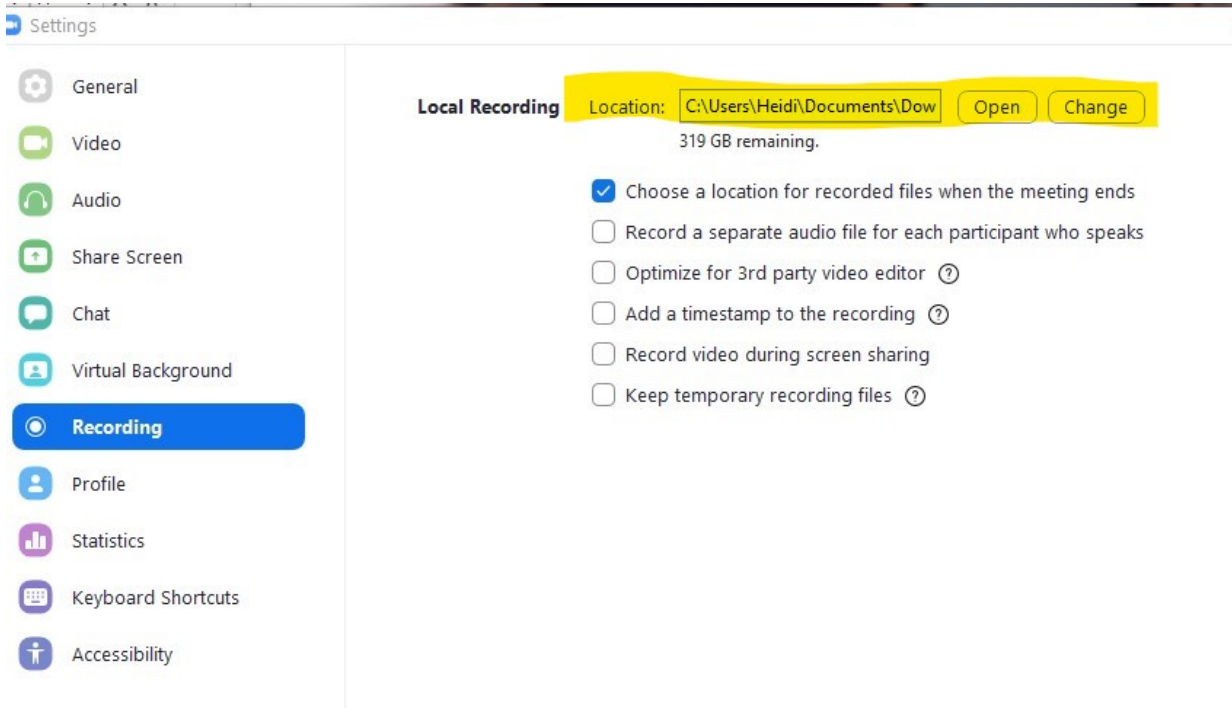 Settings
General
Video
Audio
Share Screen
Chat
Virtual Background
Recording
Profile
Statistics
Keyboard Shortcuts
Accessibility
Local Recording Location: C:\Users\Heidi\Documents\Dow Open Change
319 GB remaining.
Choose a location for recorded files when the meeting ends
Record a separate audio file for each participant who speaks
Optimize for 3rd party video editor ?
Add a timestamp to the recording ?
Record video during screen sharing
Keep temporary recording files ?